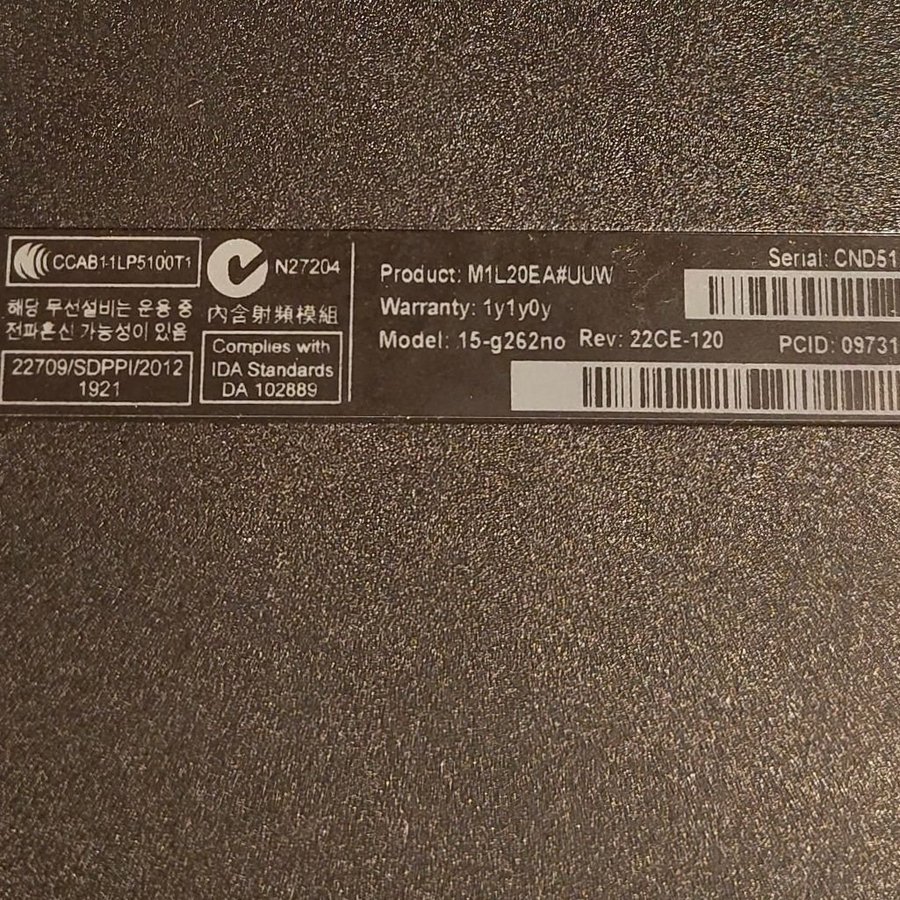 CCAB11LP5100T1
N27204
해당 무선설비는 운용 중
전파혼신 가능성이 있음
內含射頻模組
22709/SDPPI/2012
1921
Complies with
IDA Standards
DA 102889
Product: M1L20EA#UUW
Warranty: 1y1y0y
Model: 15-g262no Rev: 22CE-120
Serial: CND51
PCID: 09731